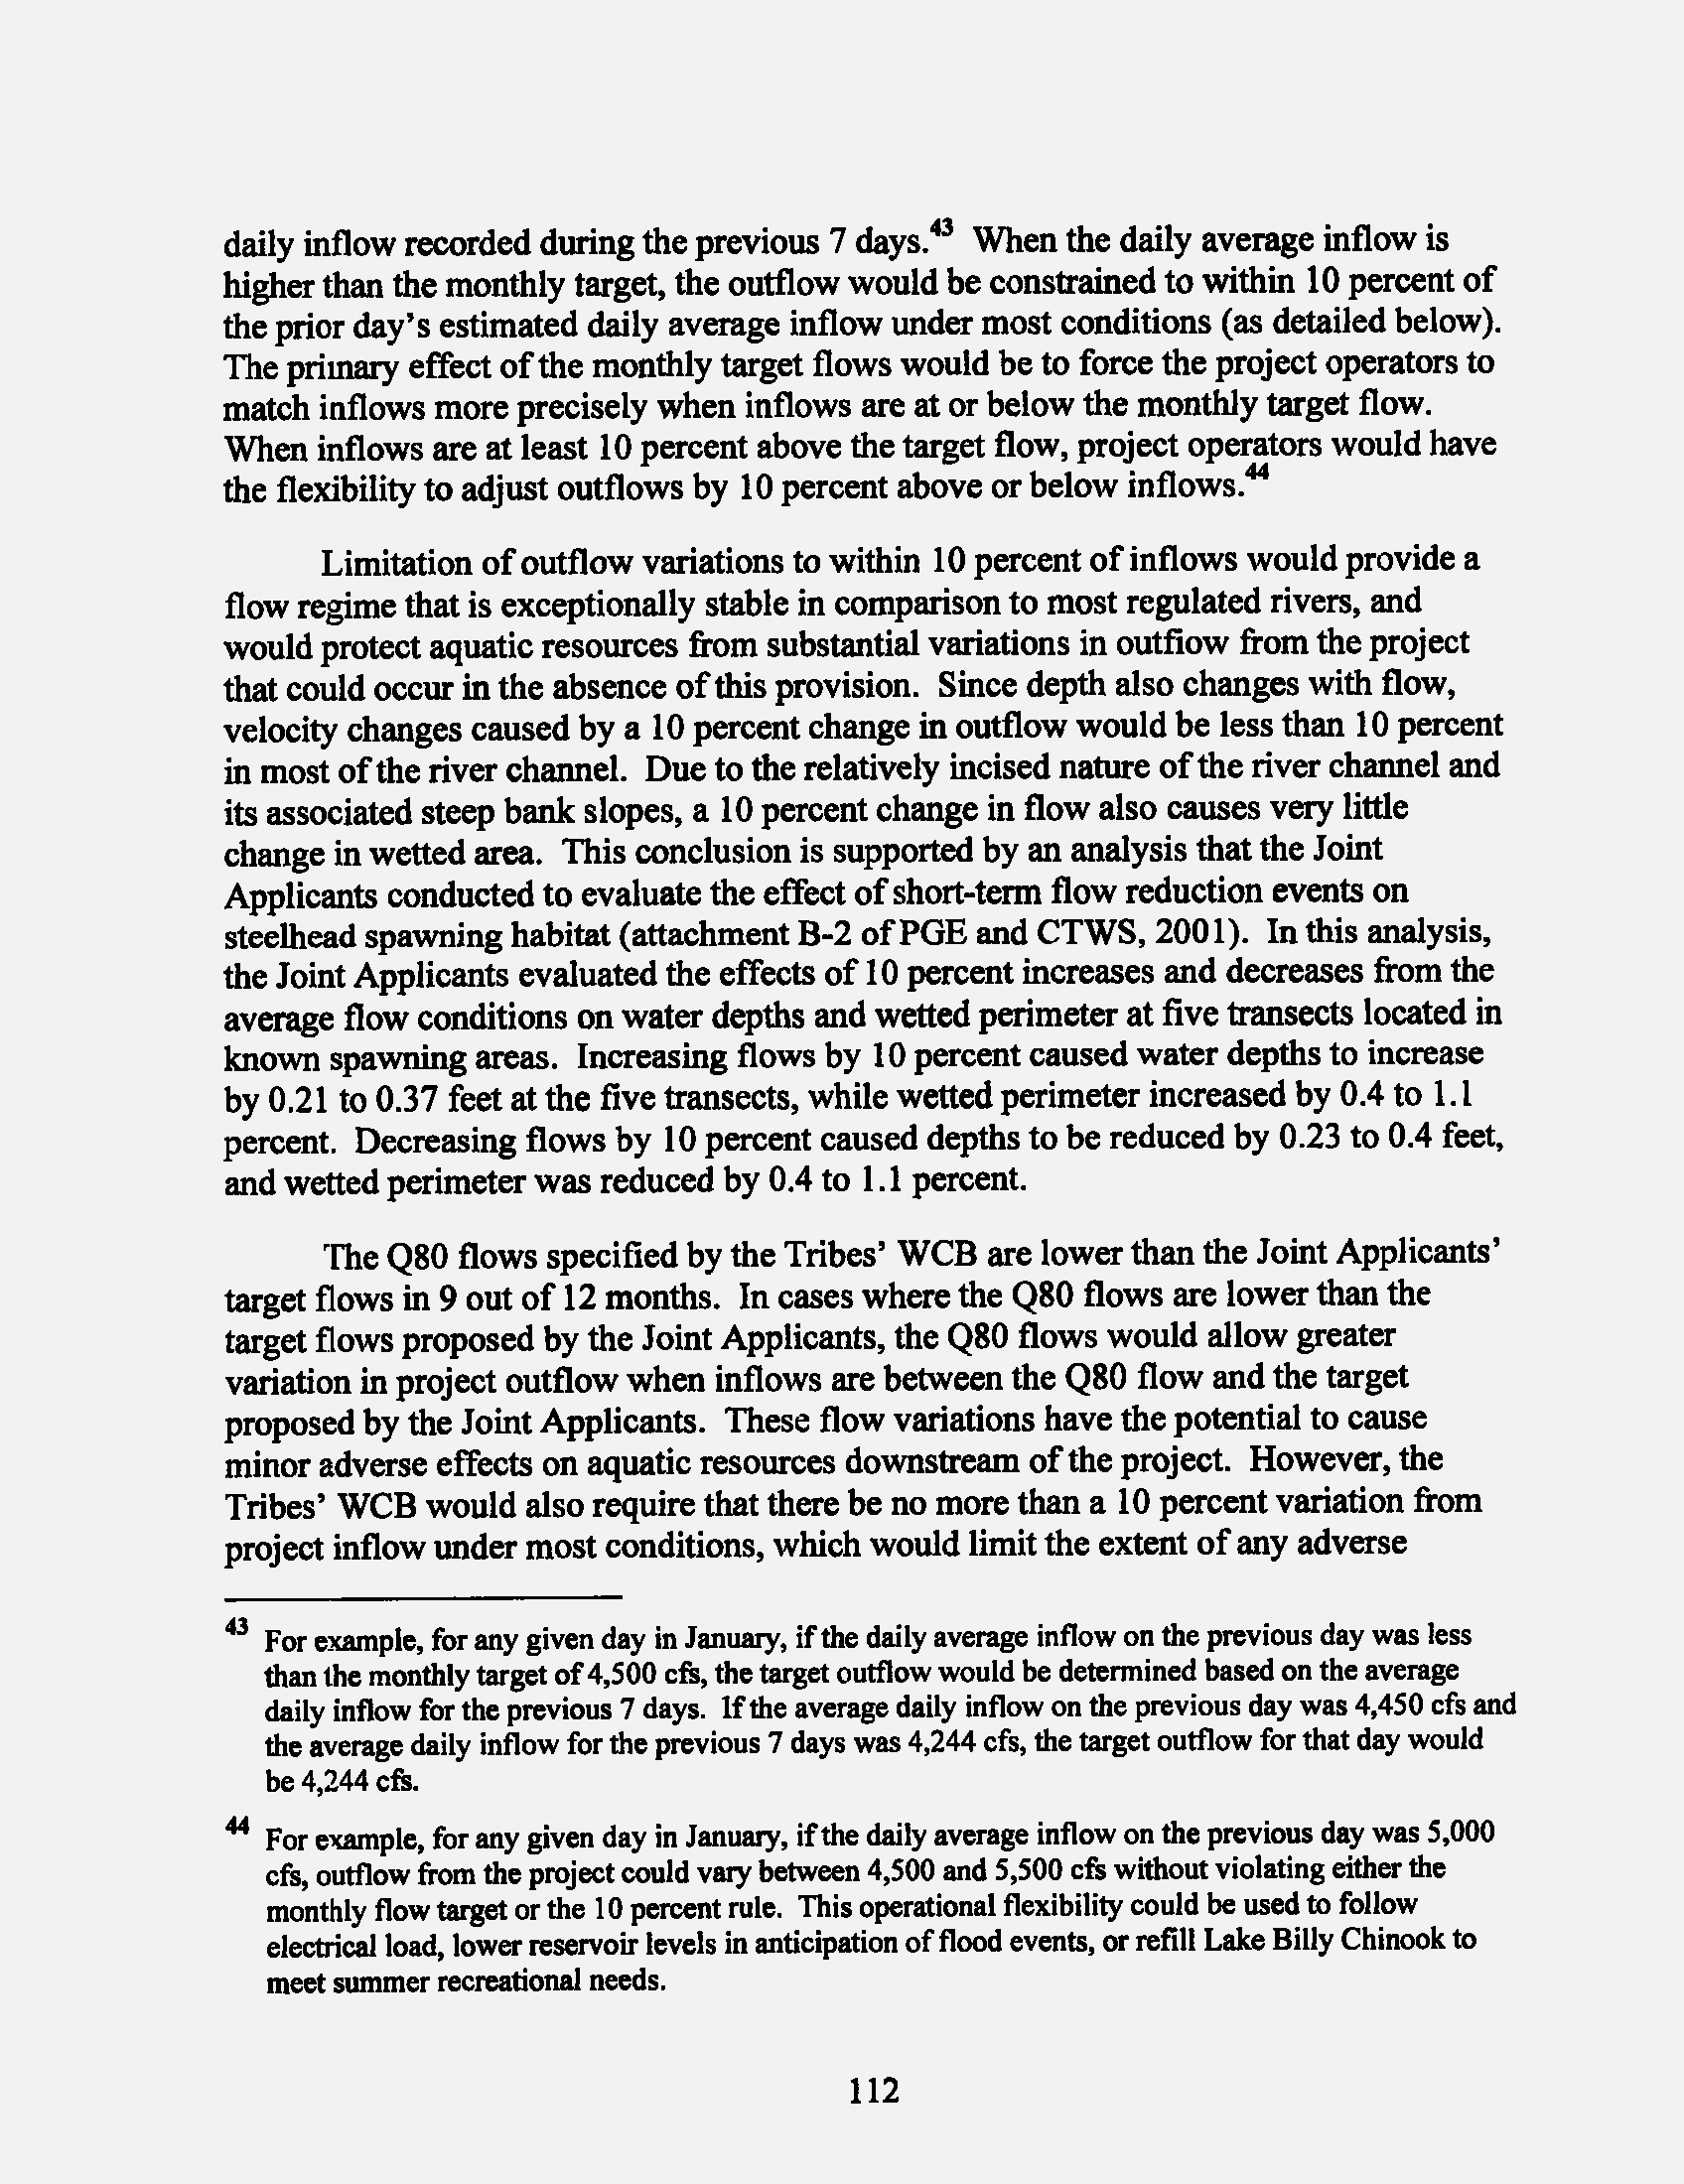 daily inflow recorded during the previous 7 days.43 When the daily average inflow is
higher than the monthly target, the outflow would be constrained to within 10 percent of
the prior day's estimated daily average inflow under most conditions (as detailed below).
The primary effect of the monthly target flows would be to force the project operators to
match inflows more precisely when inflows are at or below the monthly target flow.
When inflows are at least 10 percent above the target flow, project operators would have
the flexibility to adjust outflows by 10 percent above or below inflows.44
Limitation of outflow variations to within 10 percent of inflows would provide a
flow regime that is exceptionally stable in comparison to most regulated rivers, and
would protect aquatic resources from substantial variations in outflow from the project
that could occur in the absence of this provision. Since depth also changes with flow,
velocity changes caused by a 10 percent change in outflow would be less than 10 percent
in most of the river channel. Due to the relatively incised nature of the river channel and
its associated steep bank slopes, a 10 percent change in flow also causes very little
change in wetted area. This conclusion is supported by an analysis that the Joint
Applicants conducted to evaluate the effect of short-term flow reduction events on
steelhead spawning habitat (attachment B-2 of PGE and CTWS, 2001). In this analysis,
the Joint Applicants evaluated the effects of 10 percent increases and decreases from the
average flow conditions on water depths and wetted perimeter at five transects located in
known spawning areas. Increasing flows by 10 percent caused water depths to increase
by 0.21 to 0.37 feet at the five transects, while wetted perimeter increased by 0.4 to 1.1
percent. Decreasing flows by 10 percent caused depths to be reduced by 0.23 to 0.4 feet,
and wetted perimeter was reduced by 0.4 to 1.1 percent.
The Q80 flows specified by the Tribes' WCB are lower than the Joint Applicants'
target flows in 9 out of 12 months. In cases where the Q80 flows are lower than the
target flows proposed by the Joint Applicants, the Q80 flows would allow greater
variation in project outflow when inflows are between the Q80 flow and the target
proposed by the Joint Applicants. These flow variations have the potential to cause
minor adverse effects on aquatic resources downstream of the project. However, the
Tribes' WCB would also require that there be no more than a 10 percent variation from
project inflow under most conditions, which would limit the extent of any adverse
43 For example, for any given day in January, if the daily average inflow on the previous day was less
than the monthly target of 4,500 cfs, the target outflow would be determined based on the average
daily inflow for the previous 7 days. If the average daily inflow on the previous day was 4,450 cfs and
the average daily inflow for the previous 7 days was 4,244 cfs, the target outflow for that day would
be 4,244 cfs.
44 For example, for any given day in January, if the daily average inflow on the previous day was 5,000
cfs, outflow from the project could vary between 4,500 and 5,500 cfs without violating either the
monthly flow target or the 10 percent rule. This operational flexibility could be used to follow
electrical load, lower reservoir levels in anticipation of flood events, or refill Lake Billy Chinook to
meet summer recreational needs.
112